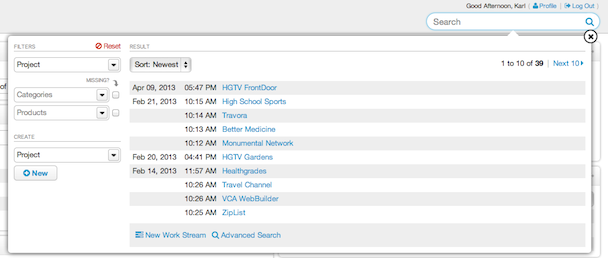 Good Afternoon, Karl | Profile | Log Out |
Search
FILTERS Reset
Project
MISSING?
Categories
Products
CREATE
Project
New
RESULT
Sort: Newest 1 to 10 of 39 | Next 10
Apr 09, 2013 05:47 PM HGTV FrontDoor
Feb 21, 2013 10:15 AM High School Sports
10:14 AM Travora
10:13 AM Better Medicine
10:12 AM Monumental Network
Feb 20, 2013 04:41 PM HGTV Gardens
Feb 14, 2013 11:57 AM Healthgrades
10:26 AM Travel Channel
10:26 AM VCA WebBuilder
10:25 AM ZipList
New Work Stream Advanced Search